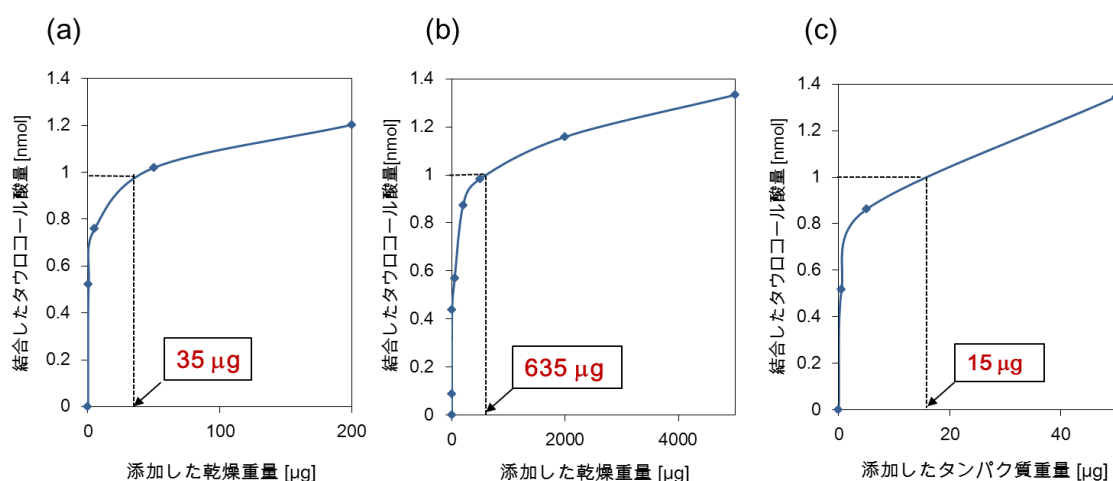 (a)
結合したタウロコール酸量 [nmol]
1.4
1.2
1
0.8
0.6
0.4
0.2
0
35 µg
0
100
200
添加した乾燥重量 [µg]
(b)
結合したタウロコール酸量[nmol]
1.4
1.2
1
0.8
0.6
0.4
0.2
0
635 µg
0
2000
4000
添加した乾燥重量 [µg]
(c)
結合したタウロコール酸量 [nmol]
1.4
1.2
1
0.8
0.6
0.4
0.2
0
15 µg
0
20
40
添加したタンパク質重量 [µg]